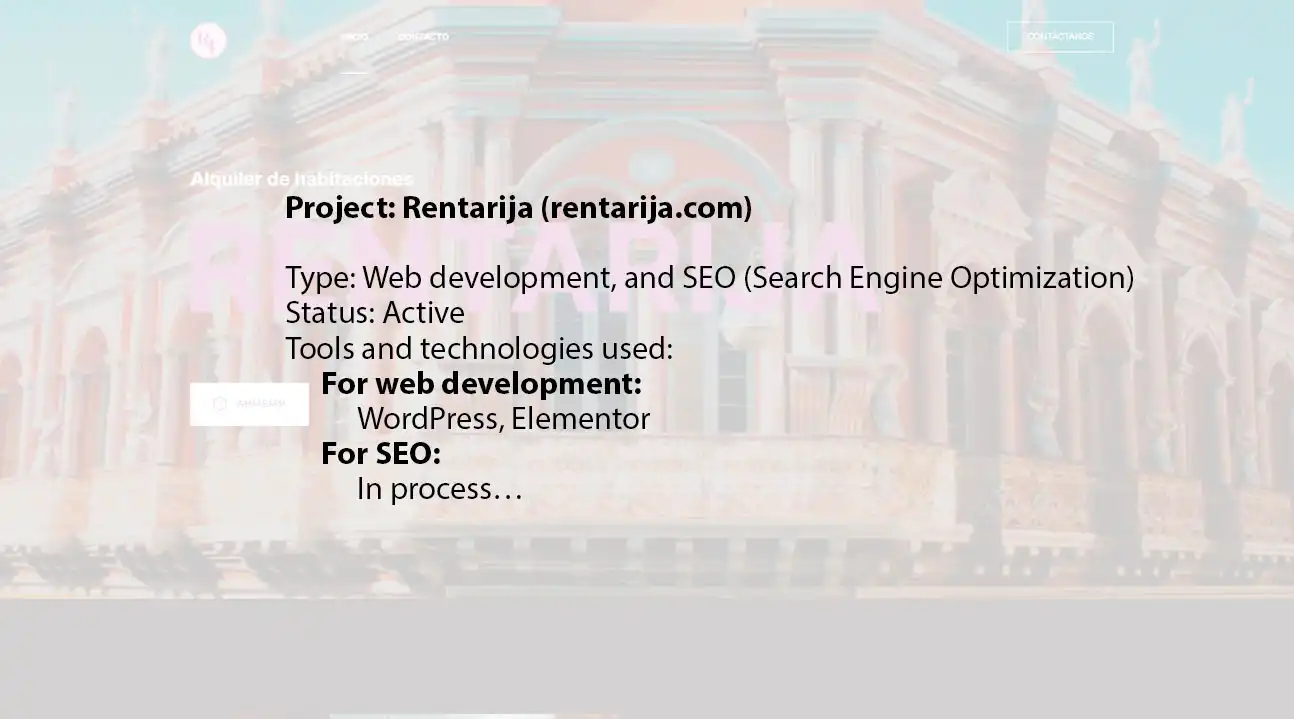 INICIO
CONTACTO
CONTÁCTANOS
Alquiler de habitaciones
RENTARIJA
Project: Rentarija (rentarija.com)
Type: Web development, and SEO (Search Engine Optimization)
Status: Active
Tools and technologies used:
For web development:
WhatsApp
WordPress, Elementor
For SEO:
In process…